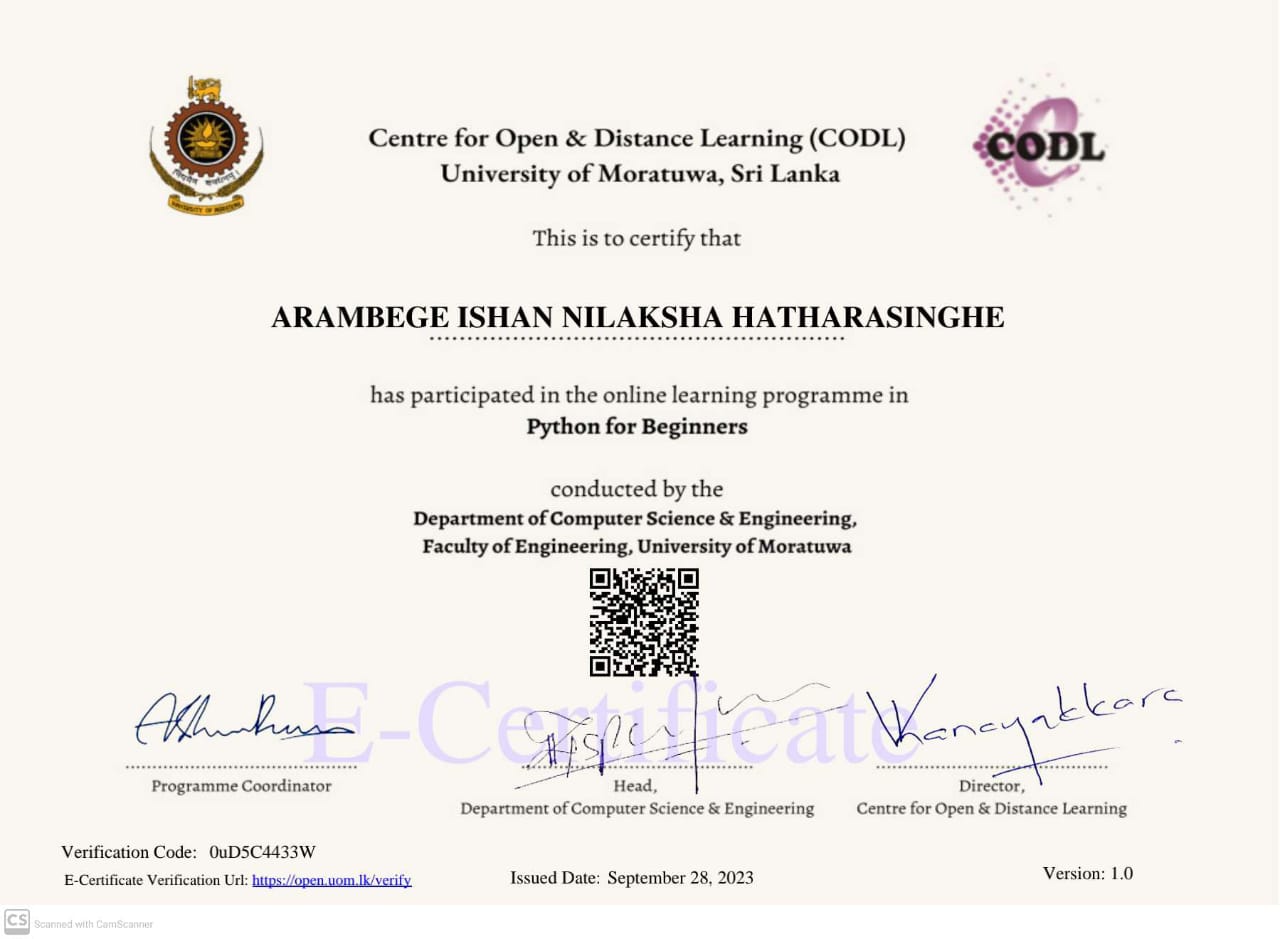 Centre for Open & Distance Learning (CODL)
University of Moratuwa, Sri Lanka
CODL
UNIVERSITY OF MORATUWA
This is to certify that
ARAMBEGE ISHAN NILAKSHA HATHARASINGHE
has participated in the online learning programme in
Python for Beginners
conducted by the
Department of Computer Science & Engineering,
Faculty of Engineering, University of Moratuwa
E-Certificate
Programme Coordinator
Head,
Department of Computer Science & Engineering
Director,
Centre for Open & Distance Learning
Verification Code: 0uD5C4433W
E-Certificate Verification Url: https://open.uom.lk/verify
Issued Date: September 28, 2023
Version: 1.0
CS Scanned with CamScanner